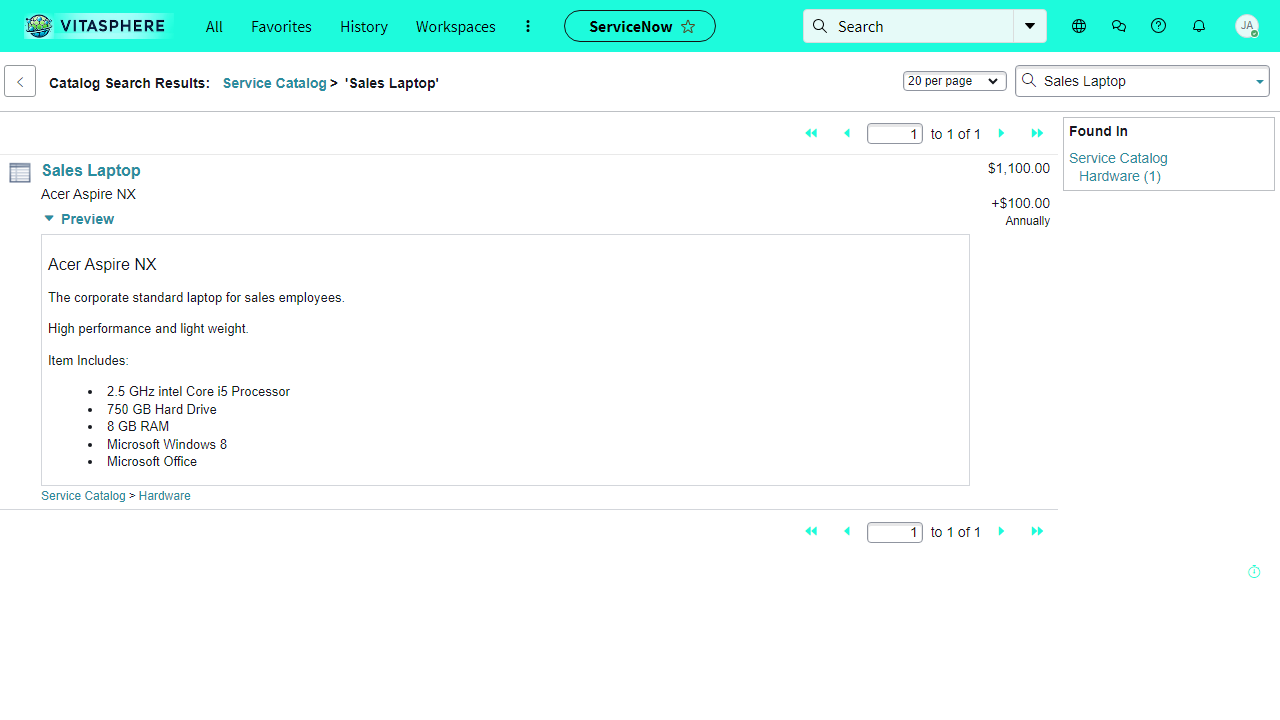 VITASPHERE All Favorites History Workspaces ServiceNow Search JA
Catalog Search Results: Service Catalog > 'Sales Laptop' 20 per page Sales Laptop
1 to 1 of 1
Found In
Service Catalog
Hardware (1)
Sales Laptop $1,100.00
Acer Aspire NX +$100.00
Preview Annually
Acer Aspire NX
The corporate standard laptop for sales employees.
High performance and light weight.
Item Includes:
• 2.5 GHz intel Core i5 Processor
• 750 GB Hard Drive
• 8 GB RAM
• Microsoft Windows 8
• Microsoft Office
Service Catalog > Hardware
1 to 1 of 1